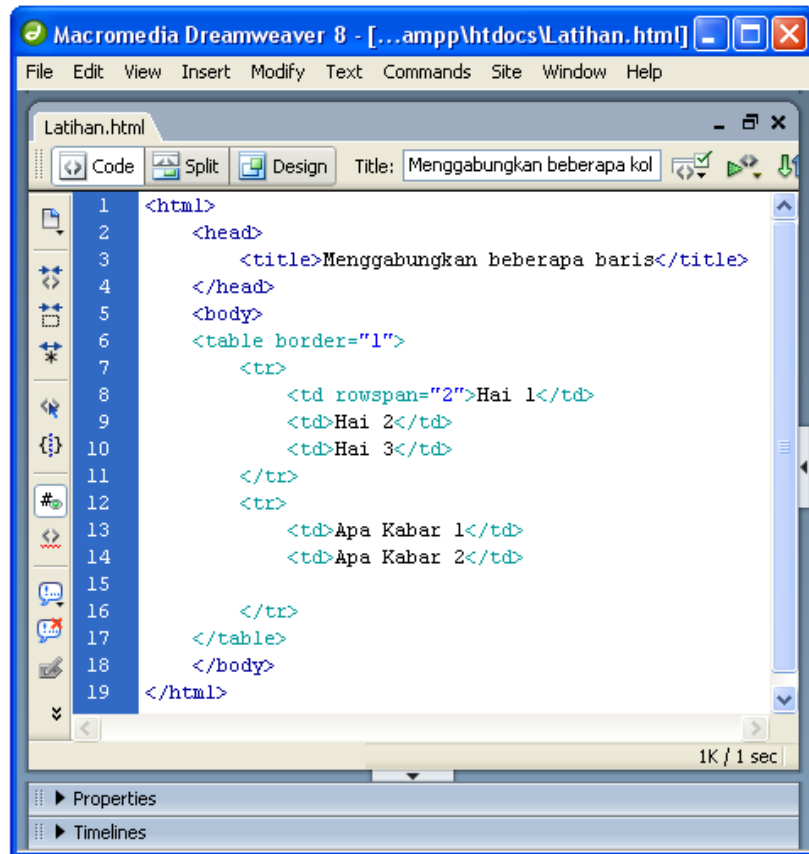 Macromedia Dreamweaver 8 - [...ampp\htdocs\Latihan.html]
File Edit View Insert Modify Text Commands Site Window Help
Latihan.html
Code Split Design Title: Menggabungkan beberapa kol
1 <html>
2 <head>
3 <title>Menggabungkan beberapa baris</title>
4 </head>
5 <body>
6 <table border="1">
7 <tr>
8 <td rowspan="2">Hai 1</td>
9 <td>Hai 2</td>
10 <td>Hai 3</td>
11 </tr>
12 <tr>
13 <td>Apa Kabar 1</td>
14 <td>Apa Kabar 2</td>
15
16 </tr>
17 </table>
18 </body>
19 </html>
1K / 1 sec
Properties
Timelines